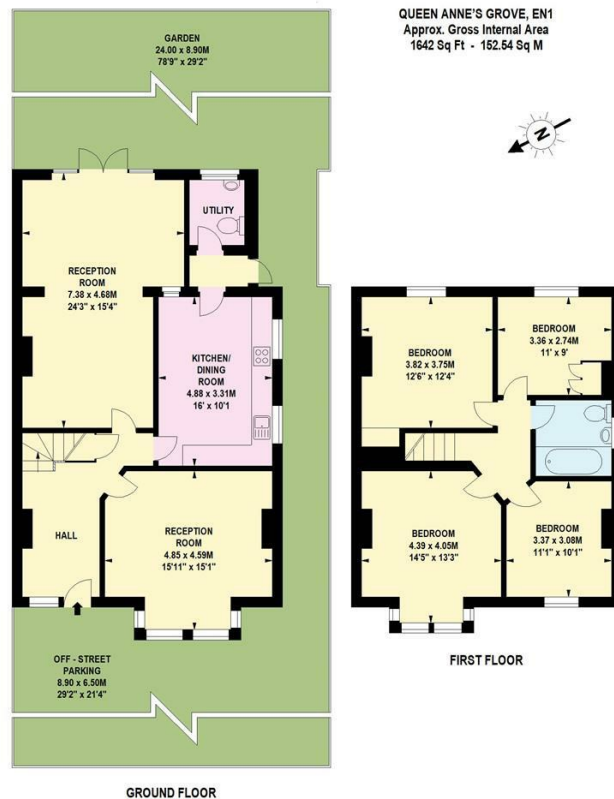 QUEEN ANNE'S GROVE, EN1
Approx. Gross Internal Area
1642 Sq Ft - 152.54 Sq M
N
GARDEN
24.00 x 8.90M
78'9" x 29'2"
UTILITY
RECEPTION
ROOM
7.38 x 4.68M
24'3" x 15'4"
KITCHEN/
DINING
ROOM
4.88 x 3.31M
16' x 10'1
HALL
RECEPTION
ROOM
4.85 x 4.59M
15'11" x 15'1"
OFF - STREET
PARKING
8.90 x 6.50M
29'2" x 21'4"
GROUND FLOOR
BEDROOM
3.82 x 3.75M
12'6" x 12'4"
BEDROOM
3.36 x 2.74M
11' x 9'
BEDROOM
4.39 x 4.05M
14'5" x 13'3"
BEDROOM
3.37 x 3.08M
11'1" x 10'1"
FIRST FLOOR